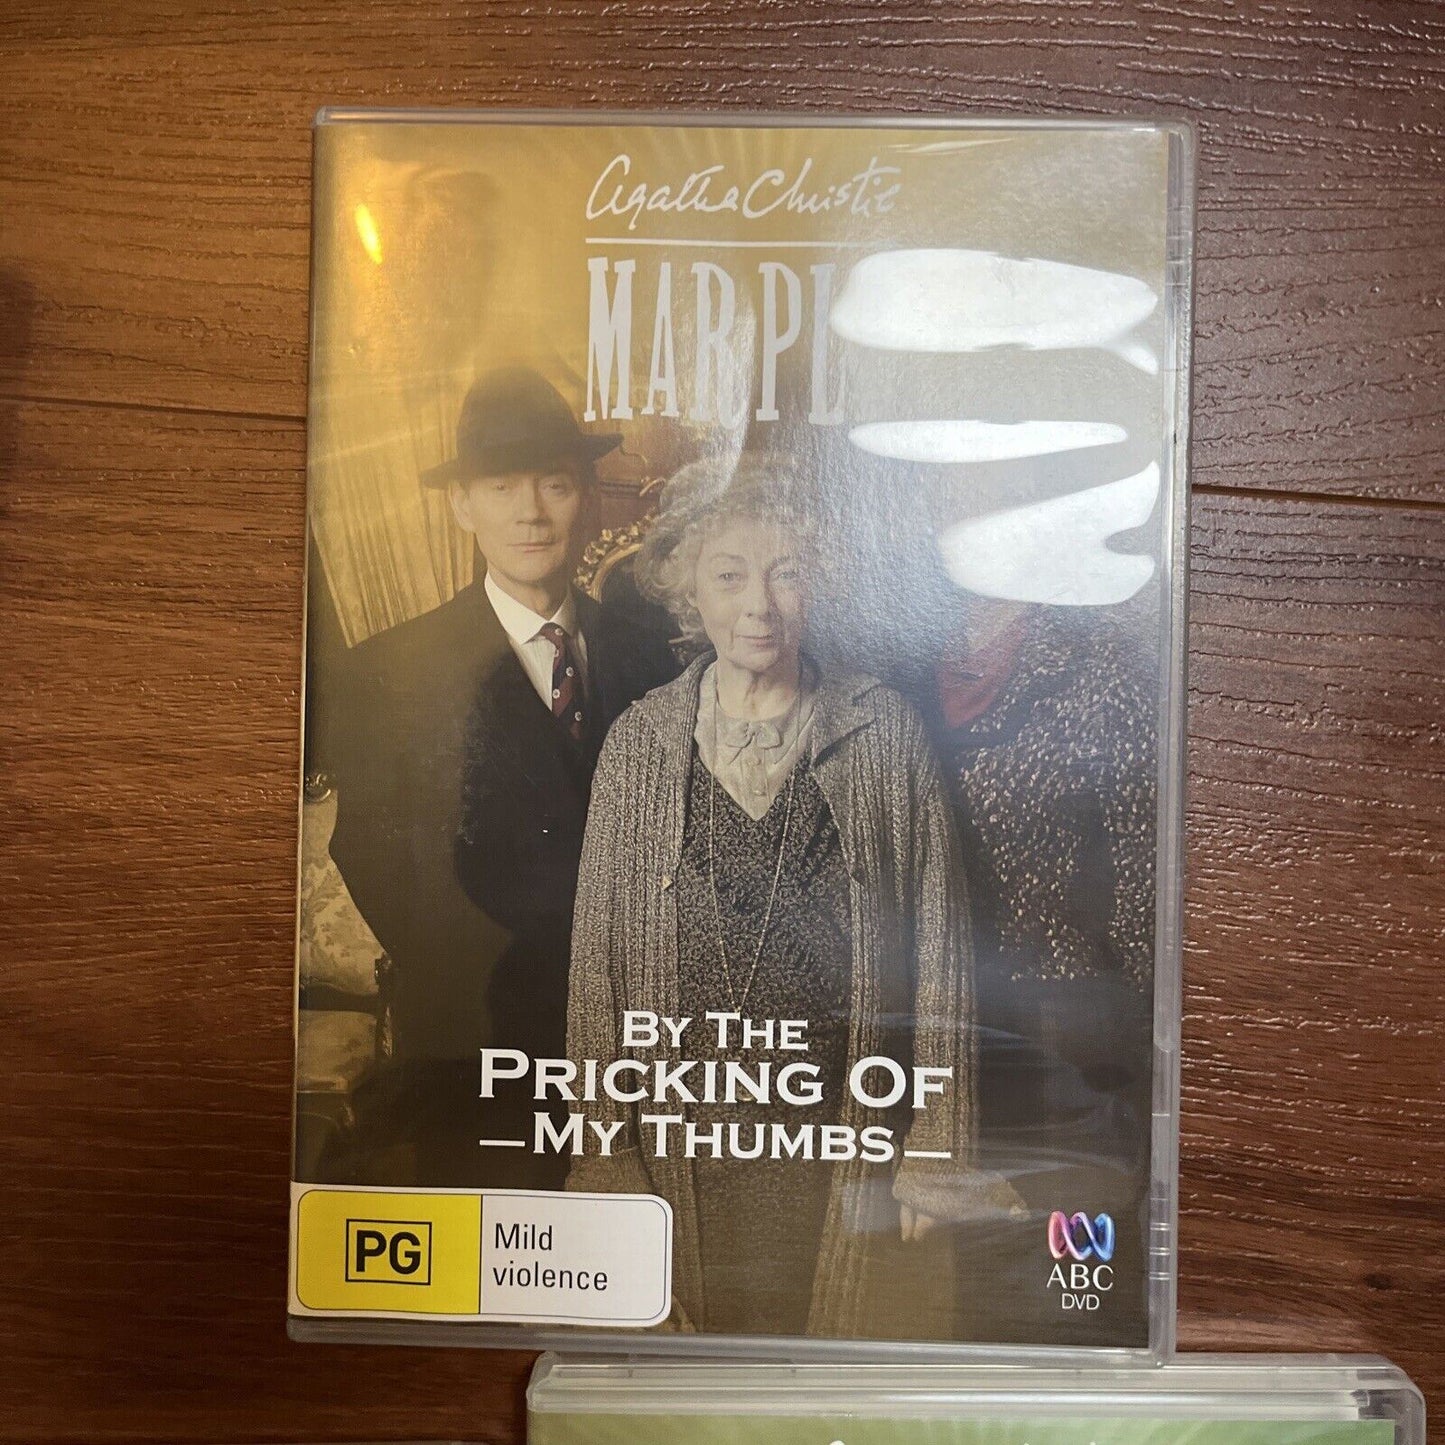 Agatha Christie
MARPL
BY THE
PRICKING OF
—MY THUMBS—
PG
Mild
violence
ABC
DVD